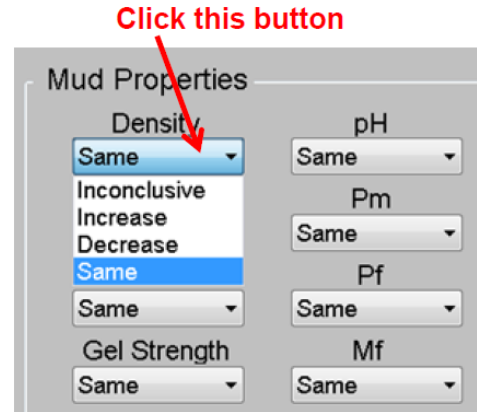 Click this button
Mud Properties
Density
pH
Same
Same
Inconclusive
Increase
Decrease
Same
Pm
Same
Pf
Same
Same
Gel Strength
Mf
Same
Same